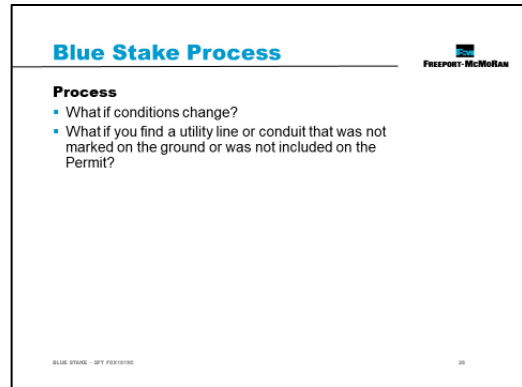 Blue Stake Process
FREEPORT-MCMORAN
Process
▪ What if conditions change?
▪ What if you find a utility line or conduit that was not
marked on the ground or was not included on the
Permit?
BLUE STAKE – SFT FCX1019C